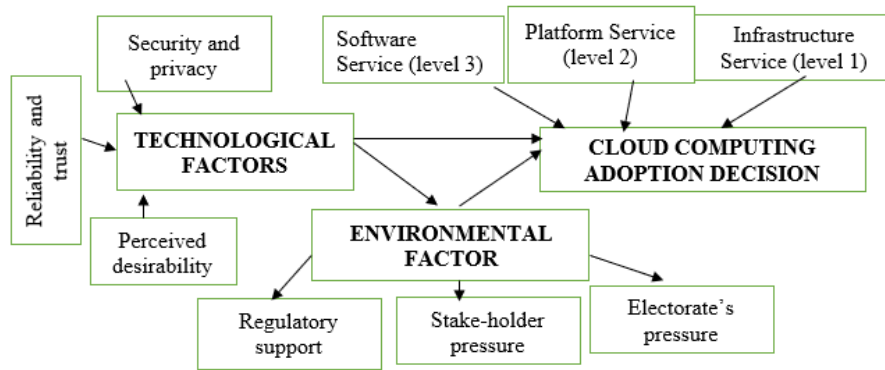 Security and
privacy
Software
Service (level 3)
Platform Service
(level 2)
Infrastructure
Service (level 1)
Reliability and
trust
TECHNOLOGICAL
FACTORS
CLOUD COMPUTING
ADOPTION DECISION
Perceived
desirability
ENVIRONMENTAL
FACTOR
Regulatory
support
Stake-holder
pressure
Electorate’s
pressure